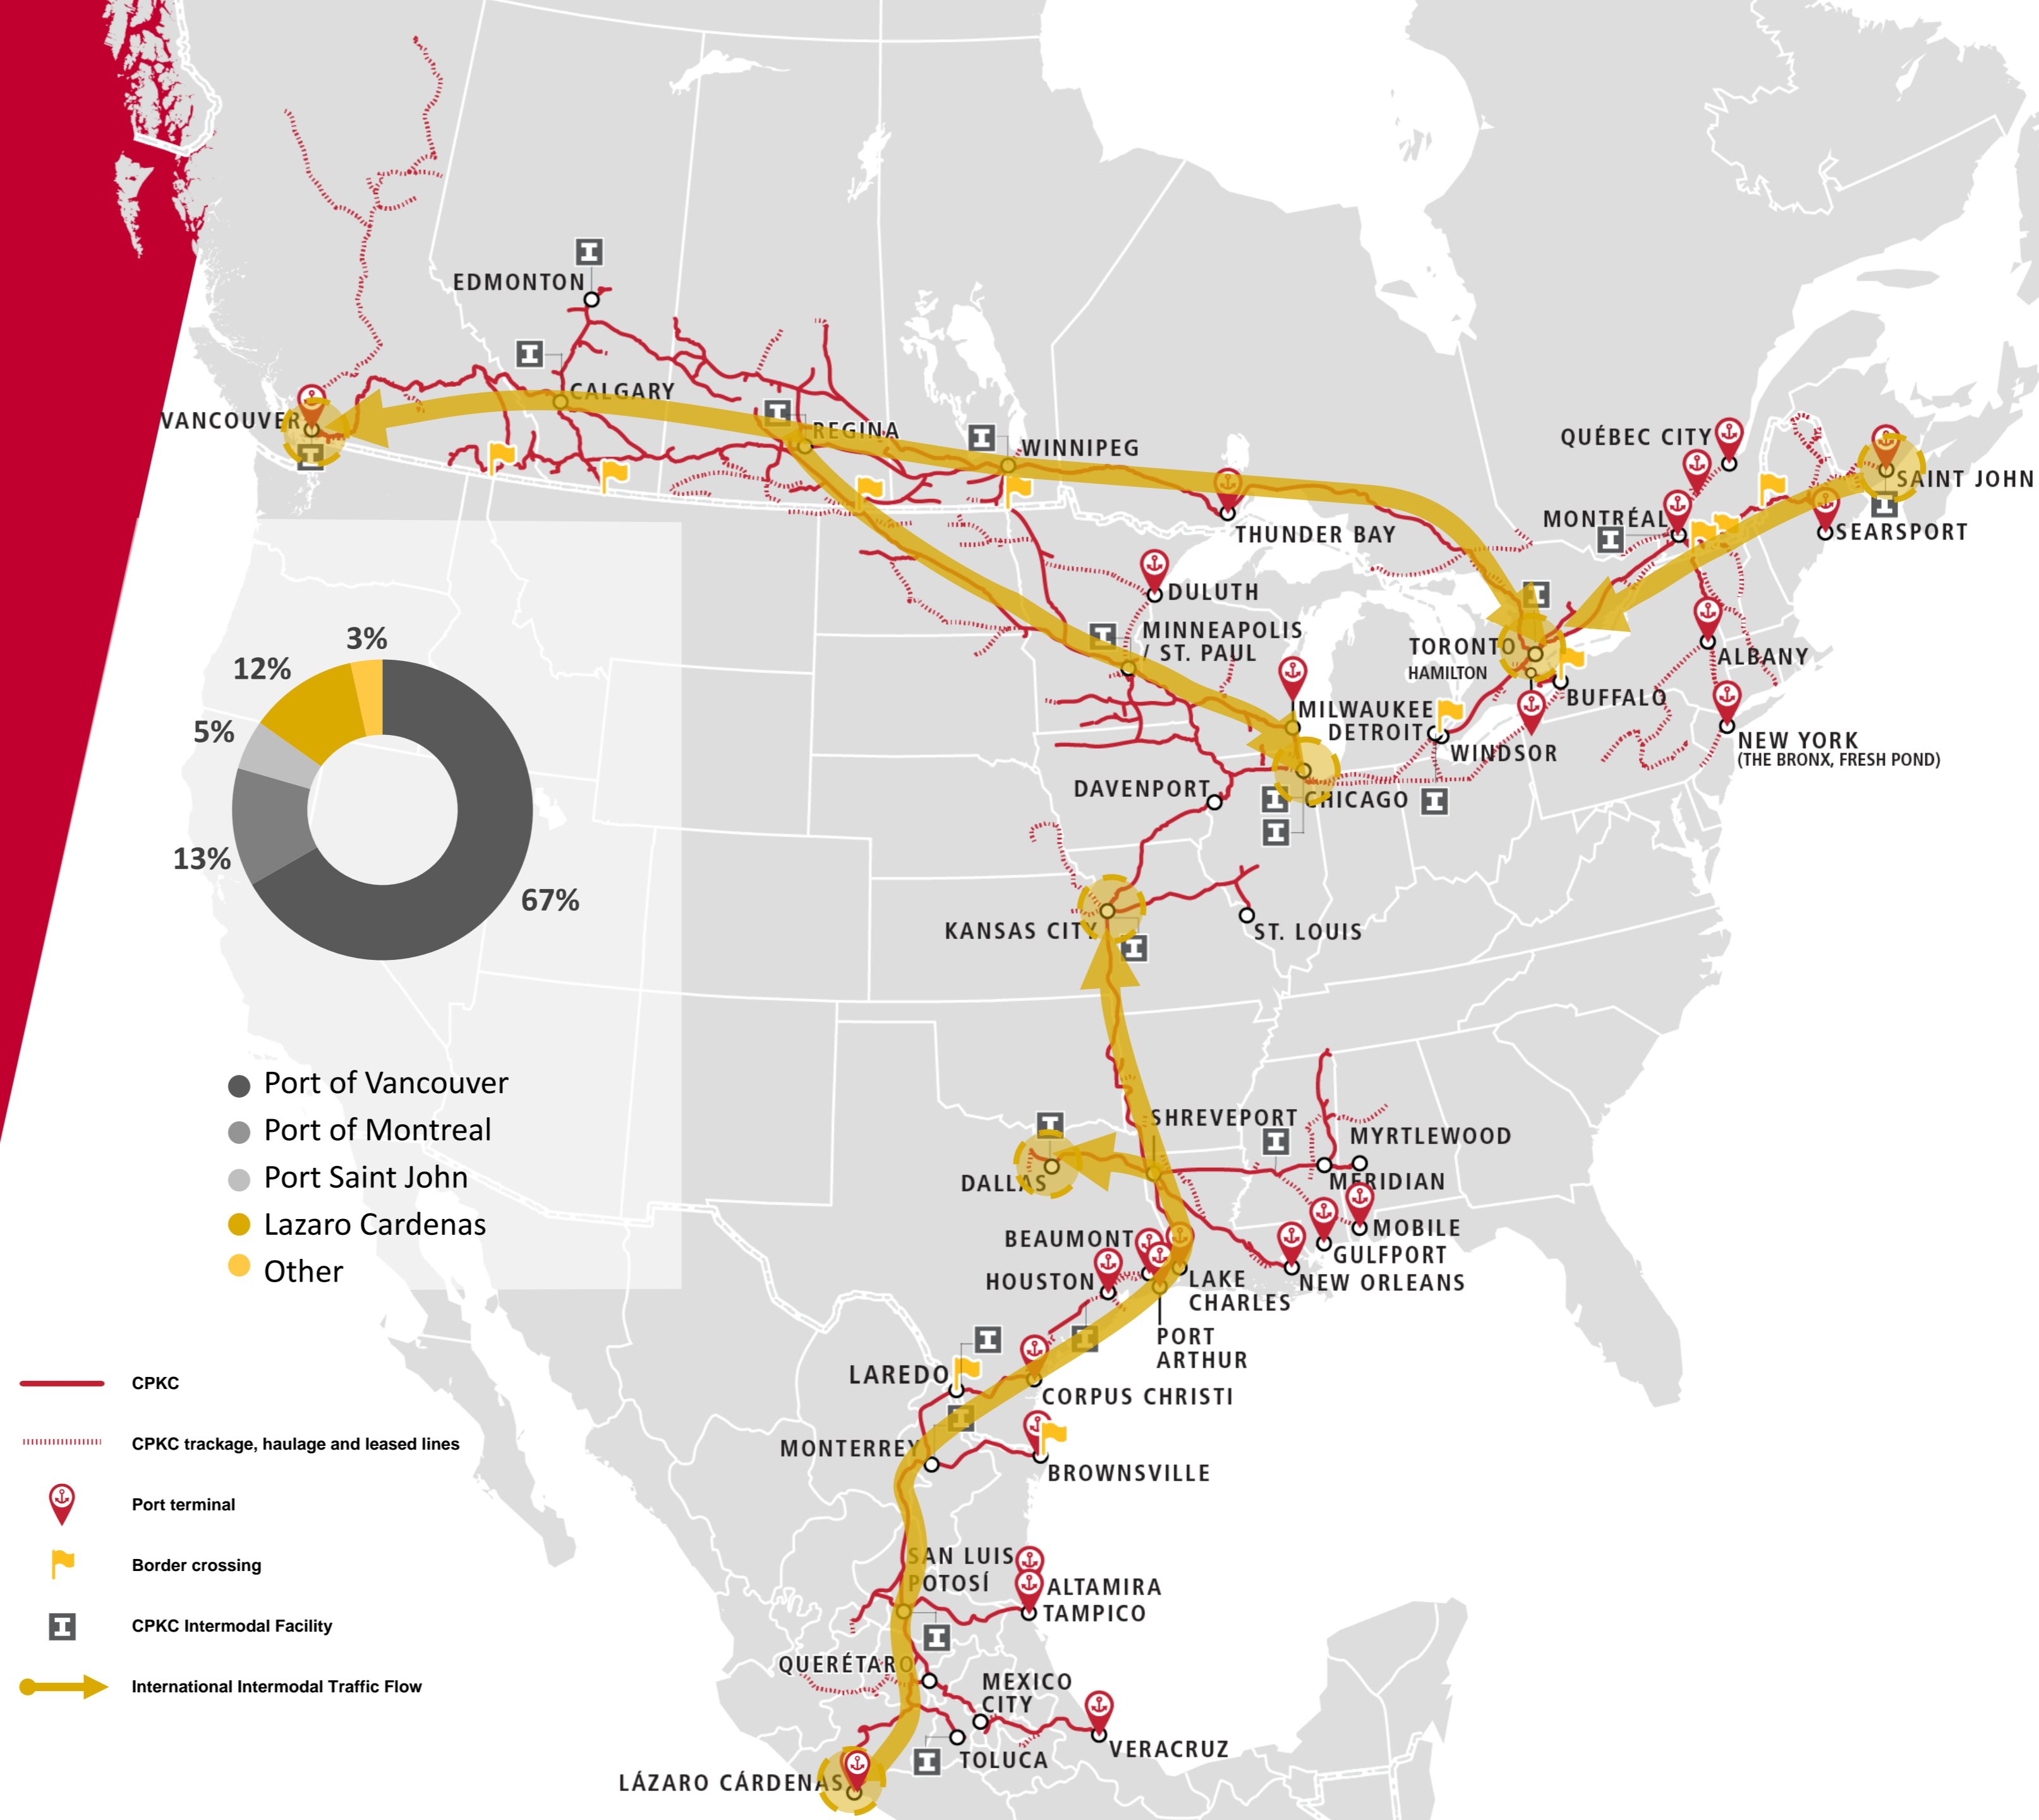 EDMONTON
CALGARY
VANCOUVER
REGINA
WINNIPEG
QUÉBEC CITY
SAINT JOHN
MONTRÉAL
SEARSPORT
THUNDER BAY
DULUTH
MINNEAPOLIS
/ ST. PAUL
TORONTO
HAMILTON
ALBANY
BUFFALO
MILWAUKEE
DETROIT
WINDSOR
NEW YORK
(THE BRONX, FRESH POND)
DAVENPORT
CHICAGO
KANSAS CITY
ST. LOUIS
3%
12%
5%
13%
67%
Port of Vancouver
Port of Montreal
Port Saint John
Lazaro Cardenas
Other
SHREVEPORT
MYRTLEWOOD
DALLAS
MERIDIAN
BEAUMONT
MOBILE
GULFPORT
HOUSTON
LAKE
CHARLES
NEW ORLEANS
PORT
ARTHUR
LAREDO
CORPUS CHRISTI
MONTERREY
BROWNSVILLE
SAN LUIS
POTOSÍ
ALTAMIRA
TAMPICO
QUERÉTARO
MEXICO
CITY
TOLUCA
VERACRUZ
LÁZARO CÁRDENAS
CPKC
CPKC trackage, haulage and leased lines
Port terminal
Border crossing
CPKC Intermodal Facility
International Intermodal Traffic Flow